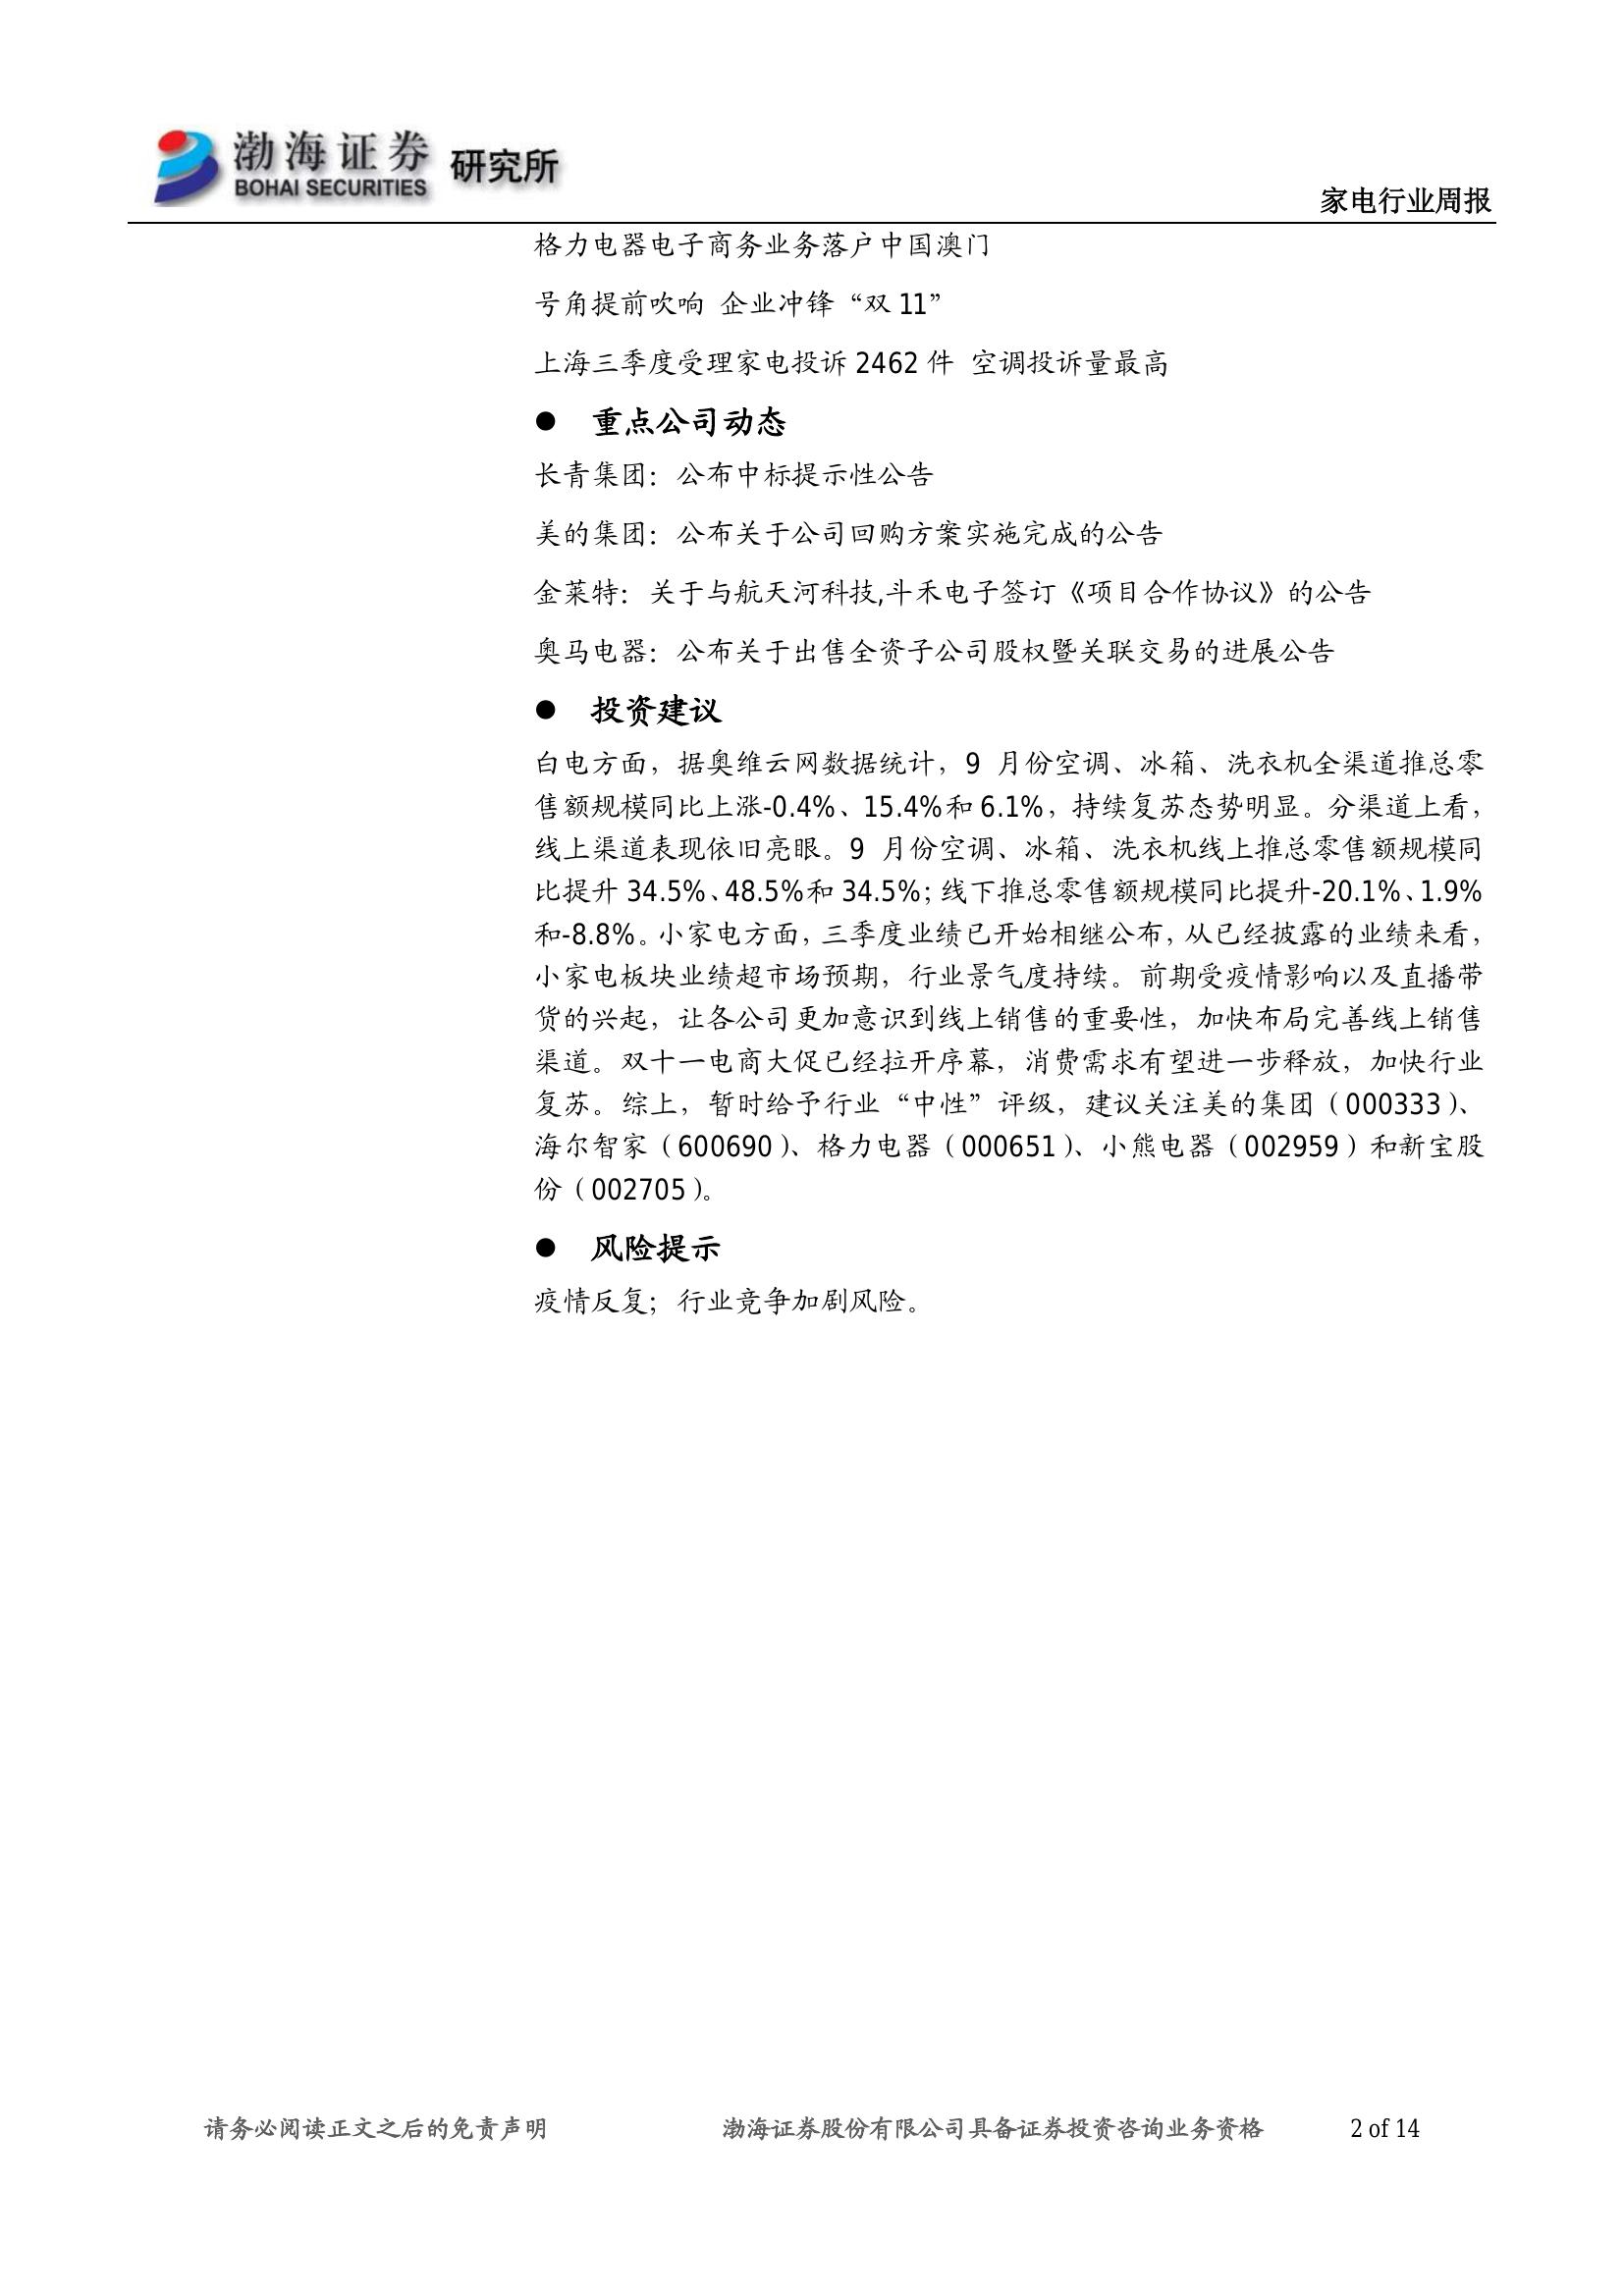 渤海证券 研究所
BOHAI SECURITIES
家电行业周报
格力电器电子商务业务落户中国澳门
号角提前吹响 企业冲锋“双 11”
上海三季度受理家电投诉 2462 件 空调投诉量最高
● 重点公司动态
长青集团：公布中标提示性公告
美的集团：公布关于公司回购方案实施完成的公告
金莱特：关于与航天河科技,斗禾电子签订《项目合作协议》的公告
奥马电器：公布关于出售全资子公司股权暨关联交易的进展公告
● 投资建议
白电方面，据奥维云网数据统计，9 月份空调、冰箱、洗衣机全渠道推总零
售额规模同比上涨-0.4%、15.4%和 6.1%，持续复苏态势明显。分渠道上看，
线上渠道表现依旧亮眼。9 月份空调、冰箱、洗衣机线上推总零售额规模同
比提升 34.5%、48.5%和 34.5%；线下推总零售额规模同比提升-20.1%、1.9%
和-8.8%。小家电方面，三季度业绩已开始相继公布，从已经披露的业绩来看，
小家电板块业绩超市场预期，行业景气度持续。前期受疫情影响以及直播带
货的兴起，让各公司更加意识到线上销售的重要性，加快布局完善线上销售
渠道。双十一电商大促已经拉开序幕，消费需求有望进一步释放，加快行业
复苏。综上，暂时给予行业“中性”评级，建议关注美的集团（000333）、
海尔智家（600690）、格力电器（000651）、小熊电器（002959）和新宝股
份（002705）。
● 风险提示
疫情反复；行业竞争加剧风险。
请务必阅读正文之后的免责声明 渤海证券股份有限公司具备证券投资咨询业务资格 2 of 14